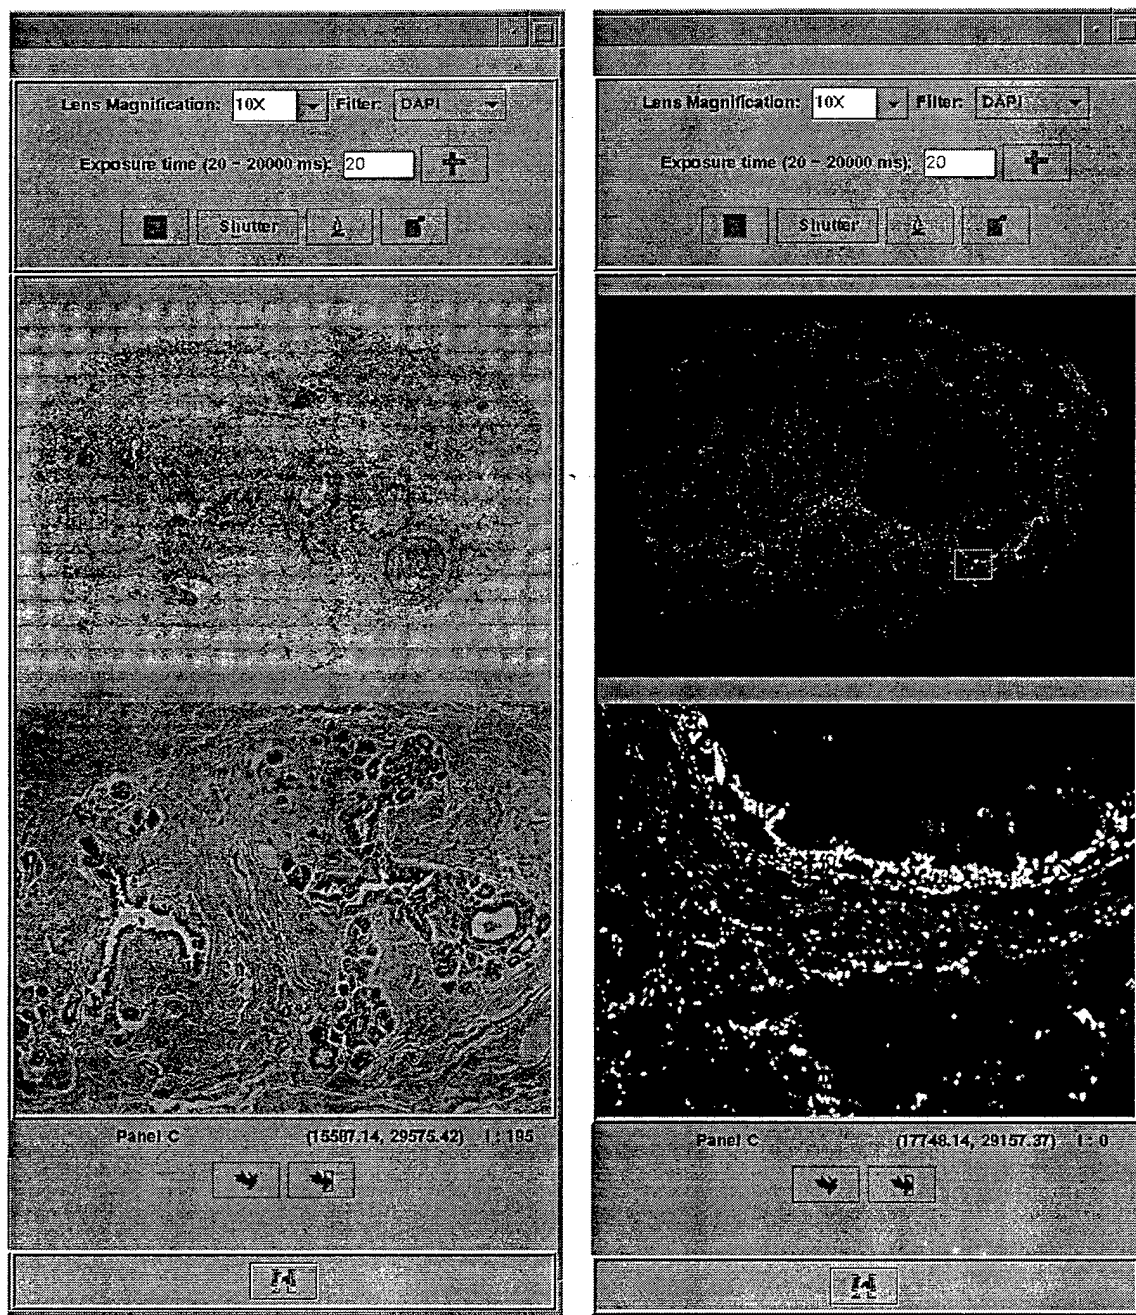 Lens Magnification: 10X Filter: DAPI
Exposure time (20 - 20000 ms): 20
Shutter
Panel C (15587.14, 29575.42) I : 195
Lens Magnification: 10X Filter: DAPI
Exposure time (20 - 20000 ms): 20
Shutter
Panel C (17748.14, 29157.37) I : 0